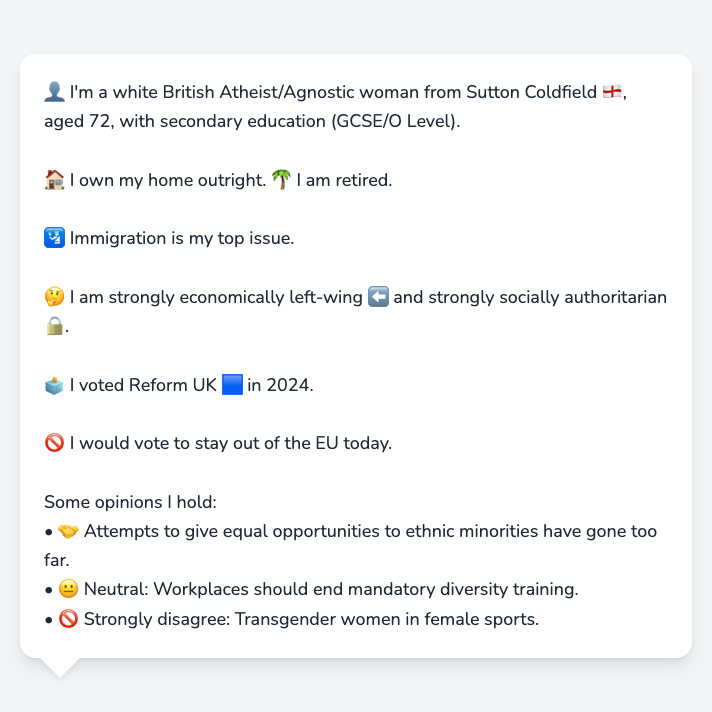 👤 I'm a white British Atheist/Agnostic woman from Sutton Coldfield 🏴󠁧󠁢󠁥󠁮󠁧󠁿,
aged 72, with secondary education (GCSE/O Level).
🏠 I own my home outright. 🌴 I am retired.
🛂 Immigration is my top issue.
🤔 I am strongly economically left-wing ⬅️ and strongly socially authoritarian
🔒.
🗳️ I voted Reform UK 🟦 in 2024.
🚫 I would vote to stay out of the EU today.
Some opinions I hold:
• 🤝 Attempts to give equal opportunities to ethnic minorities have gone too
far.
• 😐 Neutral: Workplaces should end mandatory diversity training.
• 🚫 Strongly disagree: Transgender women in female sports.